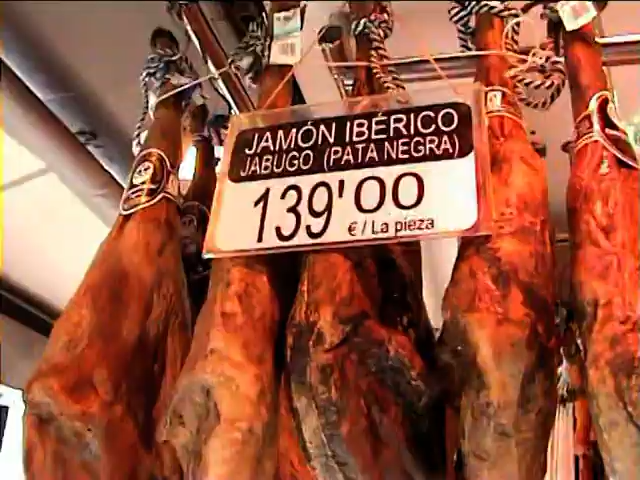 JAMÓN IBÉRICO
JABUGO (PATA NEGRA)
139'00
€ / La pieza